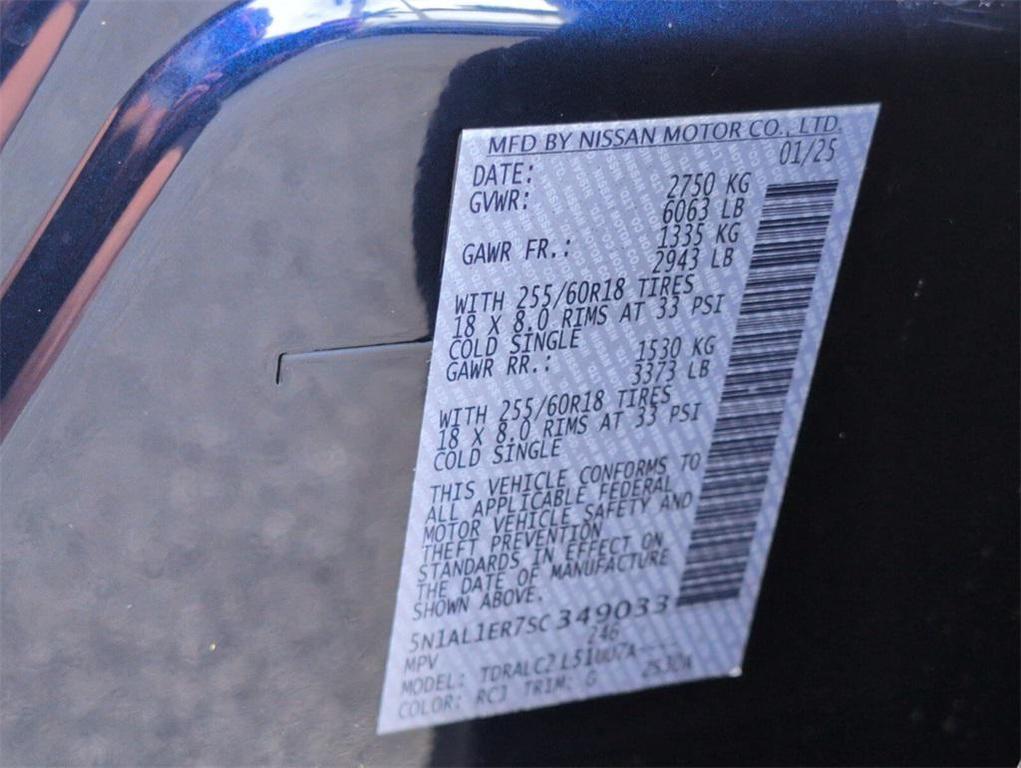 MFD BY NISSAN MOTOR CO., LTD.
DATE: 01/25
GVWR: 2750 KG
6063 LB
GAWR FR.: 1335 KG
2943 LB
WITH 255/60R18 TIRES
18 X 8.0 RIMS AT 33 PSI
COLD SINGLE
GAWR RR.: 1530 KG
3373 LB
WITH 255/60R18 TIRES
18 X 8.0 RIMS AT 33 PSI
COLD SINGLE
THIS VEHICLE CONFORMS TO
ALL APPLICABLE FEDERAL
MOTOR VEHICLE SAFETY AND
THEFT PREVENTION
STANDARDS IN EFFECT ON
THE DATE OF MANUFACTURE
SHOWN ABOVE.
5N1AL1ER7SC349033
MPV 246
MODEL:
COLOR: TRIM: G